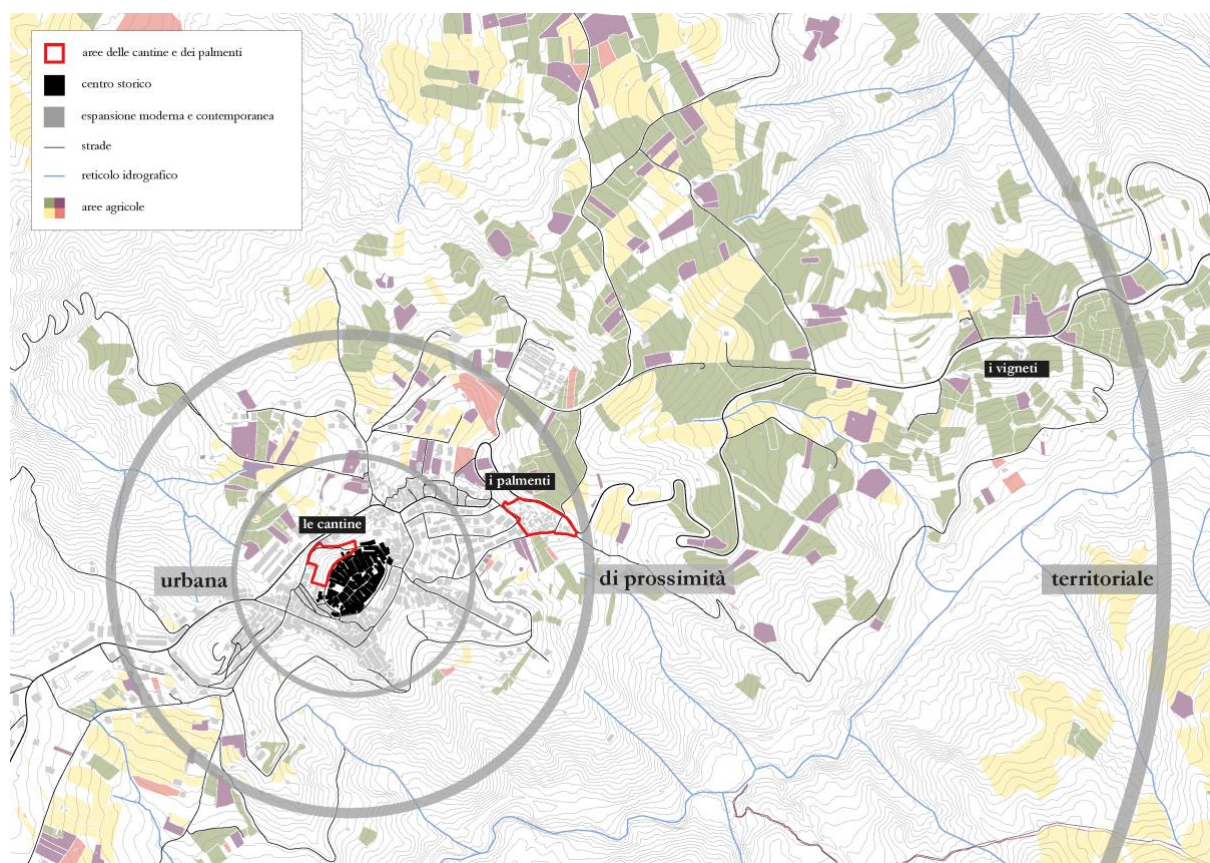 aree delle cantine e dei palmenti
centro storico
espansione moderna e contemporanea
strade
reticolo idrografico
aree agricole
i vigneti
i palmenti
le cantine
urbana
di prossimità
territoriale